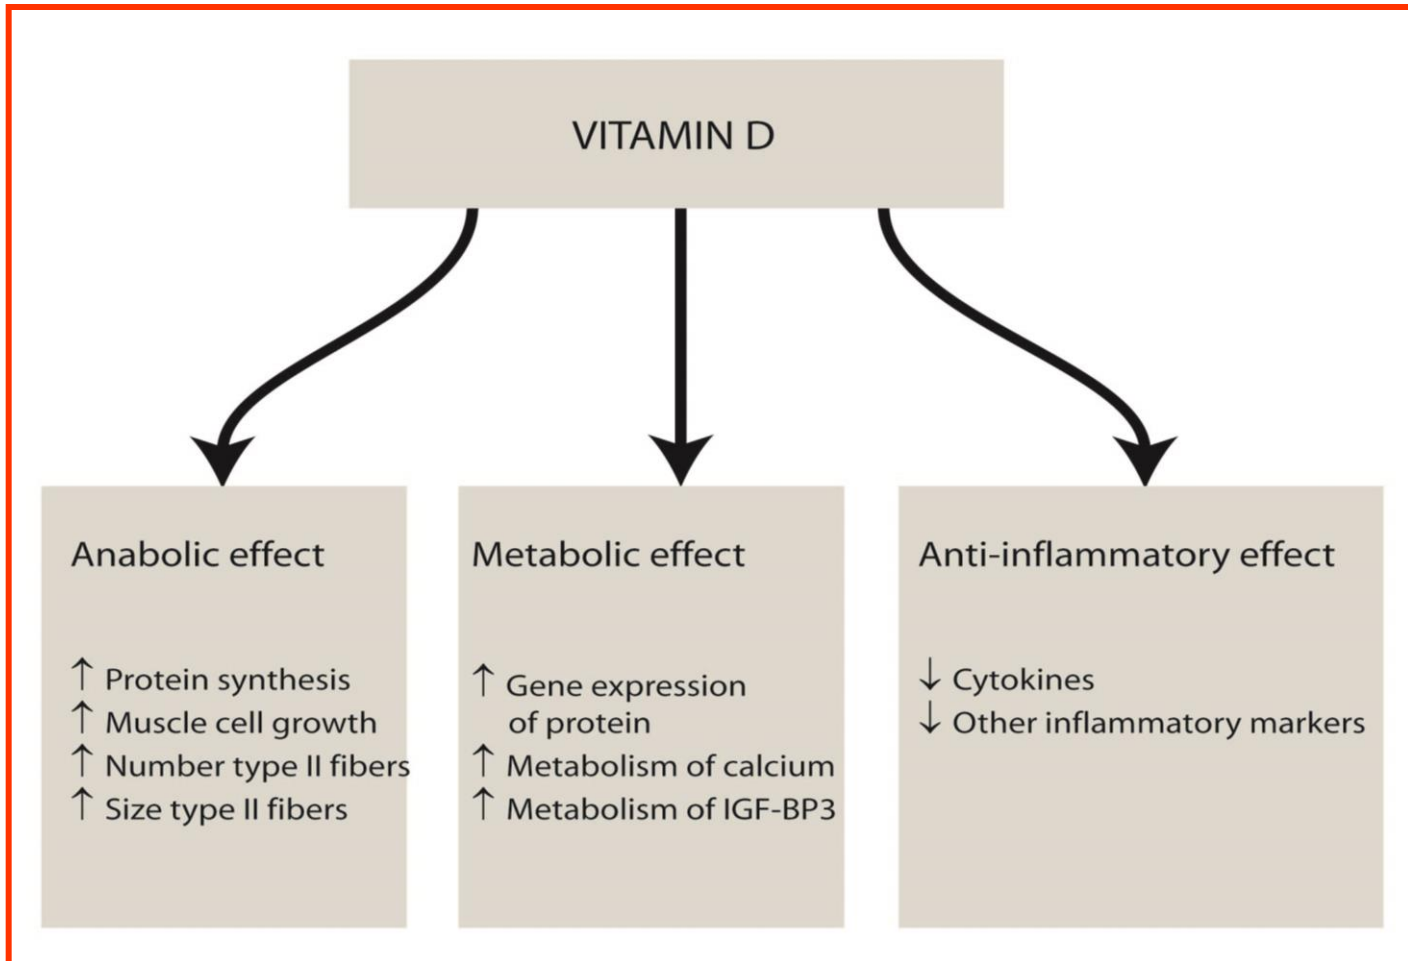 VITAMIN D
Anabolic effect
↑ Protein synthesis
↑ Muscle cell growth
↑ Number type II fibers
↑ Size type II fibers
Metabolic effect
↑ Gene expression
of protein
↑ Metabolism of calcium
↑ Metabolism of IGF-BP3
Anti-inflammatory effect
↓ Cytokines
↓ Other inflammatory markers